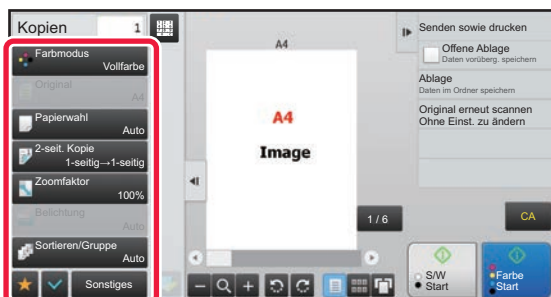 Kopien 1
Farbmodus
Vollfarbe
Original
A4
Papierwahl
Auto
2-seit. Kopie
1-seitig→1-seitig
Zoomfaktor
100%
Belichtung
Auto
Sortieren/Gruppe
Auto
Sonstiges
A4
A4
Image
1 / 6
Senden sowie drucken
Offene Ablage
Daten vorüberg. speichern
Ablage
Daten im Ordner speichern
Original erneut scannen
Ohne Einst. zu ändern
CA
S/W
Start
Farbe
Start